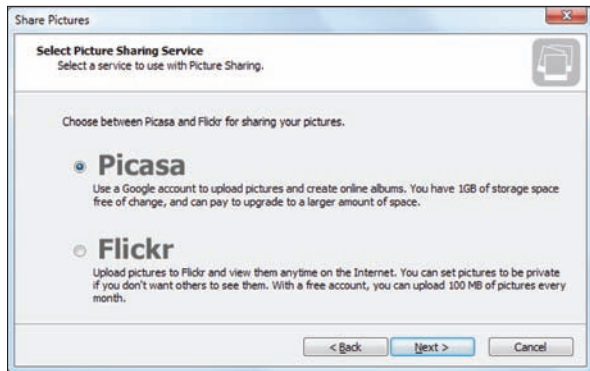 Share Pictures
Select Picture Sharing Service
Select a service to use with Picture Sharing.
Choose between Picasa and Flickr for sharing your pictures.
Picasa
Use a Google account to upload pictures and create online albums. You have 1GB of storage space
free of change, and can pay to upgrade to a larger amount of space.
Flickr
Upload pictures to Flickr and view them anytime on the Internet. You can set pictures to be private
if you don't want others to see them. With a free account, you can upload 100 MB of pictures every
month.
< Back Next > Cancel